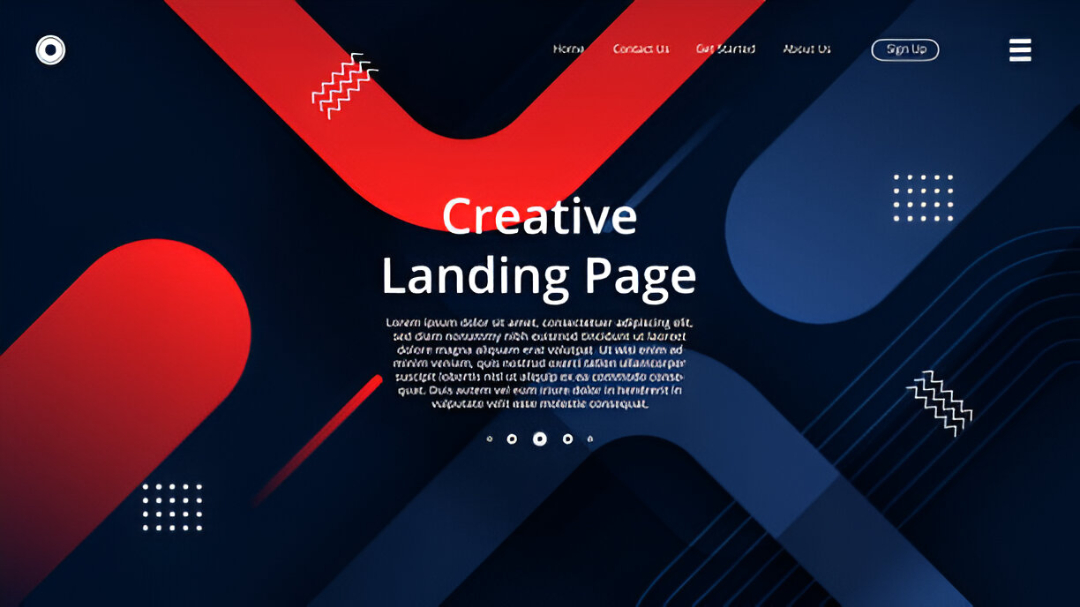 Home Contact Us Get Started About Us Sign Up
Creative
Landing Page
Lorem ipsum dolor sit amet, consectetuer adipiscing elit,
sed diam nonummy nibh euismod tincidunt ut laoreet
dolore magna aliquam erat volutpat. Ut wisi enim ad
minim veniam, quis nostrud exerci tation ullamcorper
suscipit lobortis nisl ut aliquip ex ea commodo conse-
quat. Duis autem vel eum iriure dolor in hendrerit in
vulputate velit esse molestie consequat,